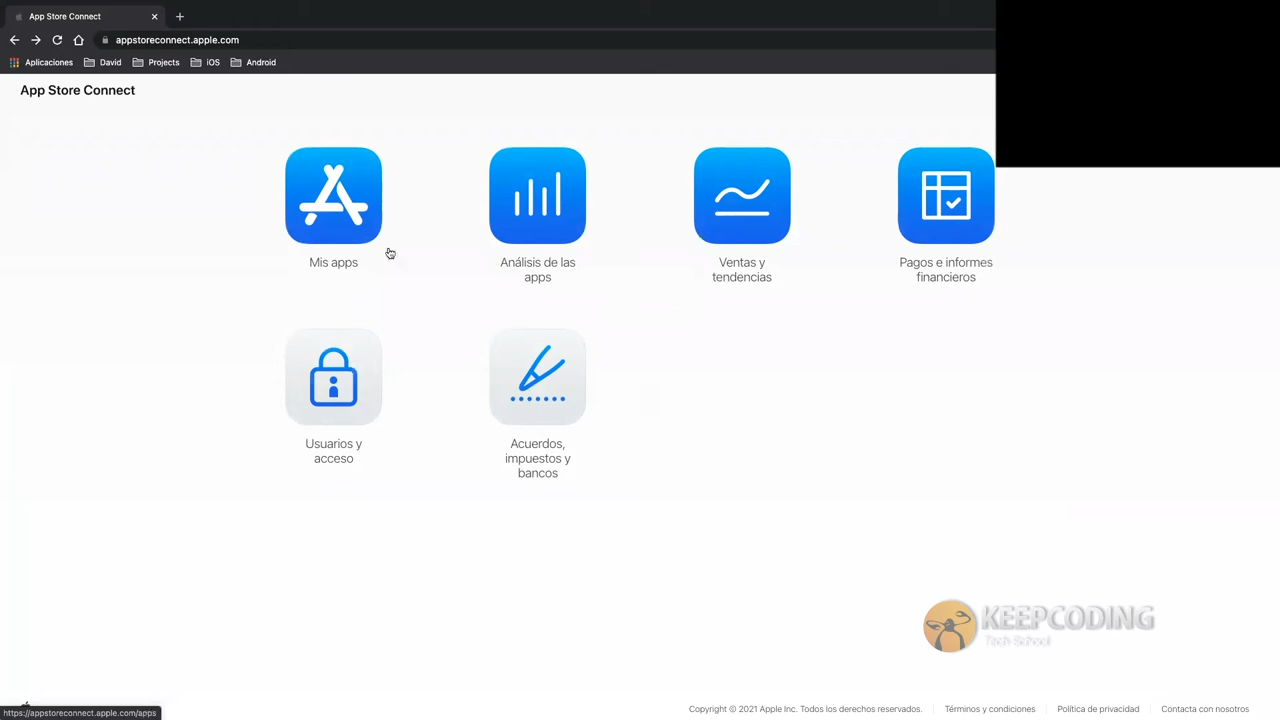 App Store Connect
appstoreconnect.apple.com
Aplicaciones David Projects iOS Android
App Store Connect
Mis apps
Análisis de las
apps
Ventas y
tendencias
Pagos e informes
financieros
Usuarios y
acceso
Acuerdos,
impuestos y
bancos
KEEPCODING
Tech School
https://appstoreconnect.apple.com/apps
Copyright © 2021 Apple Inc. Todos los derechos reservados. Términos y condiciones Política de privacidad Contacta con nosotros